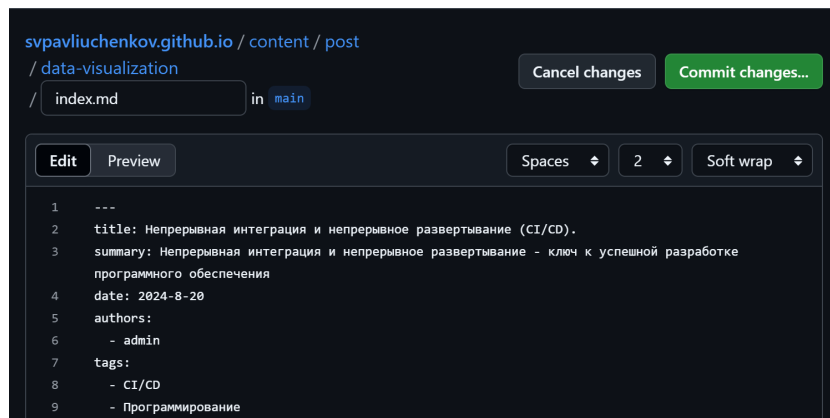 svpavliuchenkov.github.io / content / post
/ data-visualization
Cancel changes
Commit changes...
/ index.md in main
Edit
Preview
Spaces
2
Soft wrap
1 ---
2 title: Непрерывная интеграция и непрерывное развертывание (CI/CD).
3 summary: Непрерывная интеграция и непрерывное развертывание - ключ к успешной разработке
программного обеспечения
4 date: 2024-8-20
5 authors:
6 - admin
7 tags:
8 - CI/CD
9 - Программирование